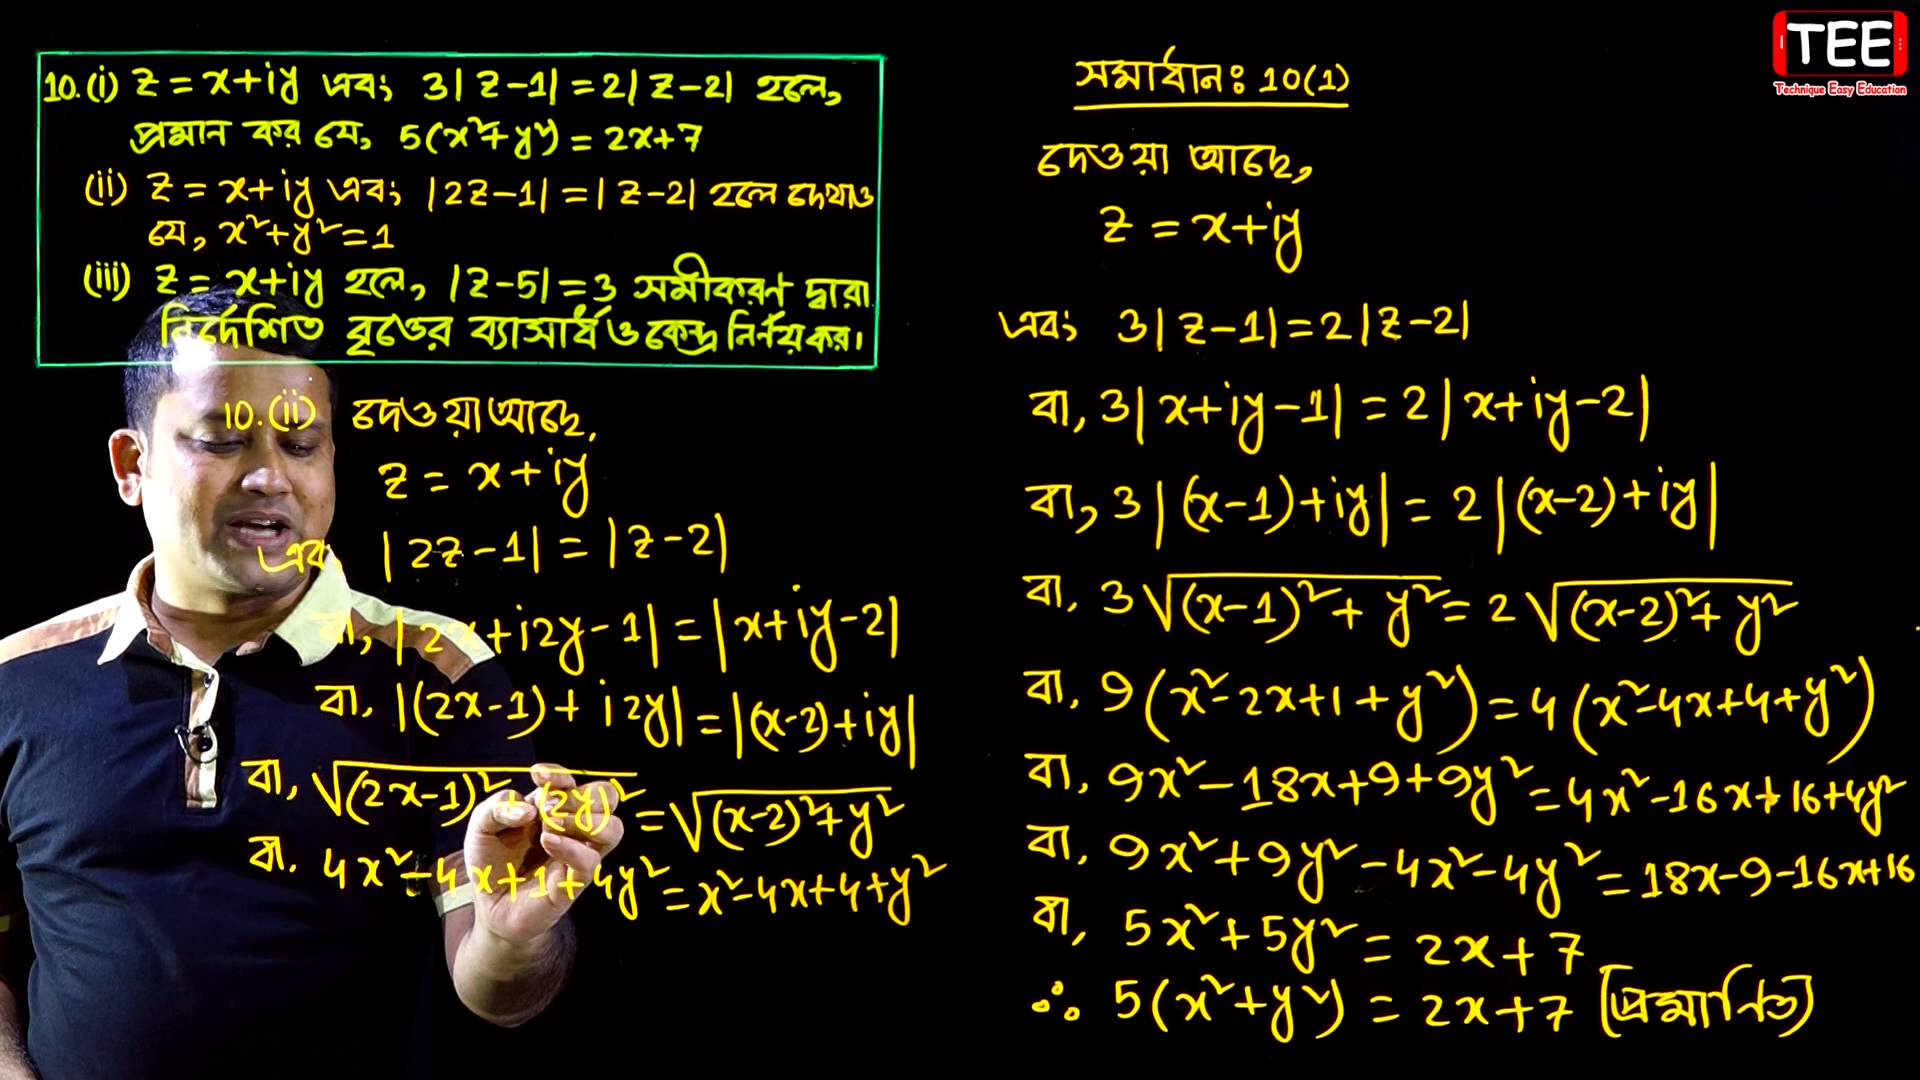 10.(i) z = x+iy এবং 3|z-1| = 2|z-2| হলে,
প্রমান কর যে, 5(x²+y²) = 2x+7
(ii) z = x+iy এবং |2z-1| = |z-2| হলে দেখাও
যে, x²+y² = 1
(iii) z = x+iy হলে, |z-5| = 3 সমীকরণ দ্বারা
নির্দেশিত বৃত্তের ব্যাসার্ধ ও কেন্দ্র নির্ণয় কর।
10.(ii) দেওয়া আছে,
z = x+iy
এবং |2z-1| = |z-2|
বা, |2x+i2y-1| = |x+iy-2|
বা, |(2x-1)+i2y| = |(x-2)+iy|
বা, √(2x-1)²+(2y)² = √(x-2)²+y²
বা, 4x²-4x+1+4y² = x²-4x+4+y²
সমাধানঃ 10(1)
দেওয়া আছে,
z = x+iy
এবং 3|z-1| = 2|z-2|
বা, 3|x+iy-1| = 2|x+iy-2|
বা, 3|(x-1)+iy| = 2|(x-2)+iy|
বা, 3√(x-1)²+y² = 2√(x-2)²+y²
বা, 9(x²-2x+1+y²) = 4(x²-4x+4+y²)
বা, 9x²-18x+9+9y² = 4x²-16x+16+4y²
বা, 9x²+9y²-4x²-4y² = 18x-9-16x+16
বা, 5x²+5y² = 2x+7
∴ 5(x²+y²) = 2x+7 [প্রমানিত]
TEE
Technique Easy Education